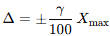 Δ = ± γ/100 X_max